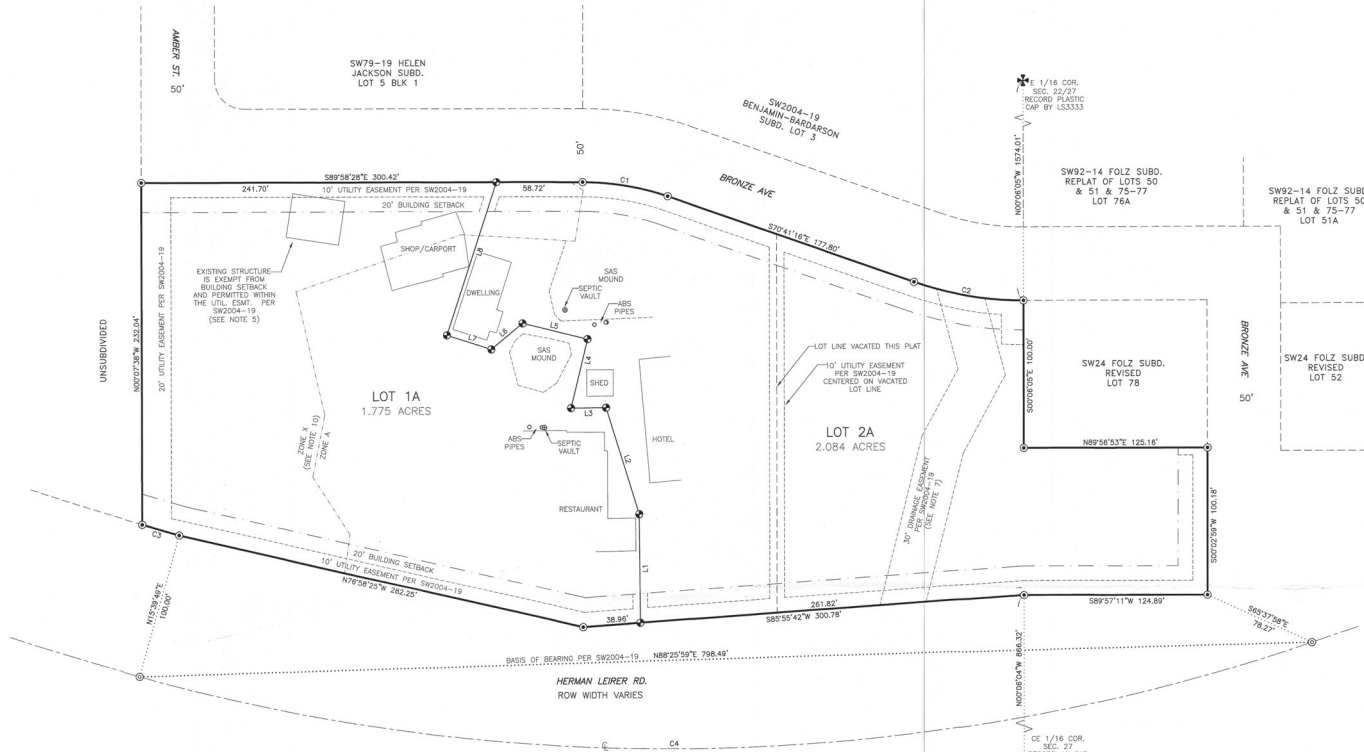 AMBER ST.
50'
SW79-19 HELEN
JACKSON SUBD.
LOT 5 BLK 1
SW2004-19
BENJAMIN-BARDARSON
SUBD. LOT 3
E 1/16 COR.
SEC. 22/27
RECORD PLASTIC
CAP BY LS3333
N00°06'05"W 1574.01'
SW92-14 FOLZ SUBD.
REPLAT OF LOTS 50
& 51 & 75-77
LOT 76A
SW92-14 FOLZ SUBD
REPLAT OF LOTS 50
& 51 & 75-77
LOT 51A
50'
BRONZE AVE
S89°58'28"E 300.42'
241.70'
10' UTILITY EASEMENT PER SW2004-19
58.72'
C1
20' BUILDING SETBACK
S70°41'16"E 177.80'
C2
SHOP/CARPORT
L8
DWELLING
SAS
MOUND
SEPTIC
VAULT
ABS
PIPES
EXISTING STRUCTURE
IS EXEMPT FROM
BUILDING SETBACK
AND PERMITTED WITHIN
THE UTIL. ESMT. PER
SW2004-19
(SEE NOTE 5)
UNSUBDIVIDED
N00°07'38"W 232.04'
20' UTILITY EASEMENT PER SW2004-19
L5
L6
L7
L4
SAS
MOUND
SHED
L3
LOT LINE VACATED THIS PLAT
10' UTILITY EASEMENT
PER SW2004-19
CENTERED ON VACATED
LOT LINE
S00°06'05"E 100.00'
SW24 FOLZ SUBD.
REVISED
LOT 78
BRONZE AVE
50'
SW24 FOLZ SUBD
REVISED
LOT 52
LOT 1A
1.775 ACRES
ZONE X
(SEE NOTE 10)
ZONE A
ABS
PIPES
SEPTIC
VAULT
L2
HOTEL
LOT 2A
2.084 ACRES
N89°56'53"E 125.16'
30' DRAINAGE EASEMENT
PER SW2004-19
(SEE NOTE 7)
S00°02'59"W 100.18'
RESTAURANT
L1
C3
20' BUILDING SETBACK
10' UTILITY EASEMENT PER SW2004-19
N76°58'25"W 282.25'
N15°39'49"E
100.00'
38.96'
261.82'
S85°55'42"W 300.78'
S89°57'11"W 124.89'
S65°37'58"E
78.27'
BASIS OF BEARING PER SW2004-19
N88°25'59"E 798.49'
N00°06'04"W 866.32'
HERMAN LEIRER RD.
ROW WIDTH VARIES
C4
CE 1/16 COR.
SEC. 27